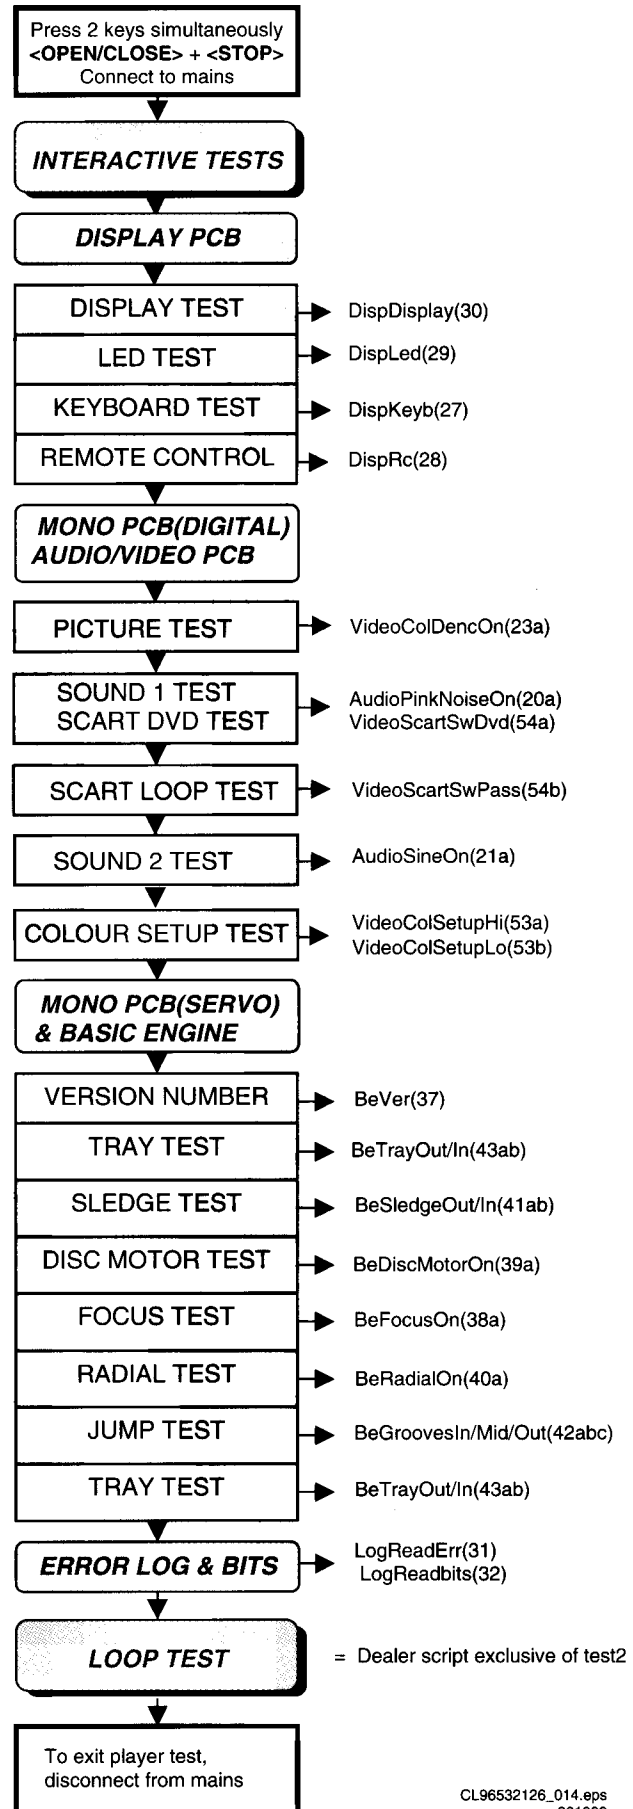 Press 2 keys simultaneously
<OPEN/CLOSE> + <STOP>
Connect to mains
INTERACTIVE TESTS
DISPLAY PCB
DISPLAY TEST
DispDisplay(30)
LED TEST
DispLed(29)
KEYBOARD TEST
DispKeyb(27)
REMOTE CONTROL
DispRc(28)
MONO PCB(DIGITAL)
AUDIO/VIDEO PCB
PICTURE TEST
VideoColDencOn(23a)
SOUND 1 TEST
SCART DVD TEST
AudioPinkNoiseOn(20a)
VideoScartSwDvd(54a)
SCART LOOP TEST
VideoScartSwPass(54b)
SOUND 2 TEST
AudioSineOn(21a)
COLOUR SETUP TEST
VideoColSetupHi(53a)
VideoColSetupLo(53b)
MONO PCB(SERVO)
& BASIC ENGINE
VERSION NUMBER
BeVer(37)
TRAY TEST
BeTrayOut/In(43ab)
SLEDGE TEST
BeSledgeOut/In(41ab)
DISC MOTOR TEST
BeDiscMotorOn(39a)
FOCUS TEST
BeFocusOn(38a)
RADIAL TEST
BeRadialOn(40a)
JUMP TEST
BeGroovesIn/Mid/Out(42abc)
TRAY TEST
BeTrayOut/In(43ab)
ERROR LOG & BITS
LogReadErr(31)
LogReadbits(32)
LOOP TEST
= Dealer script exclusive of test2
To exit player test,
disconnect from mains
CL96532126_014.eps